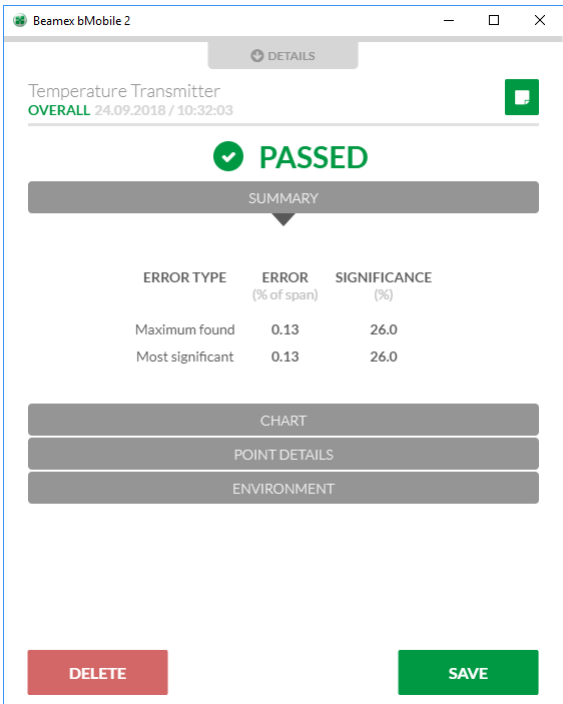 Beamex bMobile 2
DETAILS
Temperature Transmitter
OVERALL 24.09.2018 / 10:32:03
PASSED
SUMMARY
ERROR TYPE ERROR SIGNIFICANCE
(% of span) (%)
Maximum found 0.13 26.0
Most significant 0.13 26.0
CHART
POINT DETAILS
ENVIRONMENT
DELETE SAVE